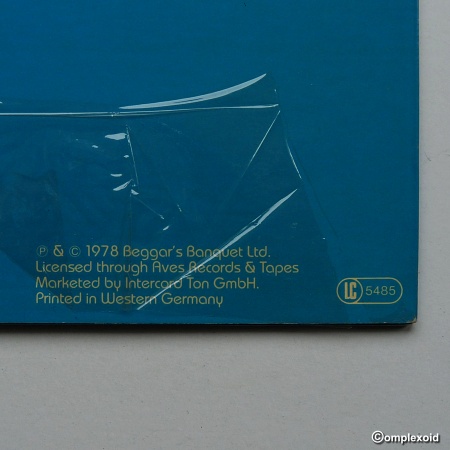 ℗ & © 1978 Beggar's Banquet Ltd.
Licensed through Aves Records & Tapes
Marketed by Intercord Ton GmbH.
Printed in Western Germany
LC 5485
©omplexoid